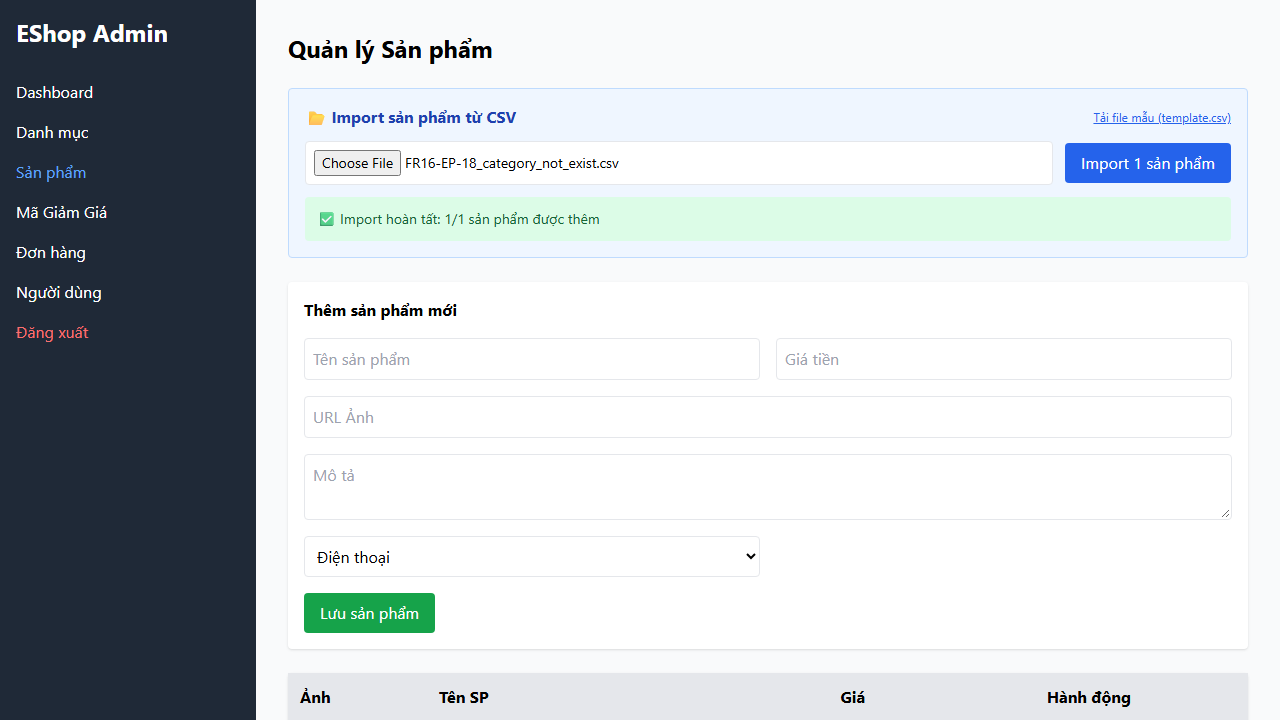 EShop Admin
Dashboard
Danh mục
Sản phẩm
Mã Giảm Giá
Đơn hàng
Người dùng
Đăng xuất
Quản lý Sản phẩm
📂 Import sản phẩm từ CSV
Tải file mẫu (template.csv)
Choose File FR16-EP-18_category_not_exist.csv
Import 1 sản phẩm
✅ Import hoàn tất: 1/1 sản phẩm được thêm
Thêm sản phẩm mới
Tên sản phẩm
Giá tiền
URL Ảnh
Mô tả
Điện thoại
Lưu sản phẩm
Ảnh Tên SP Giá Hành động